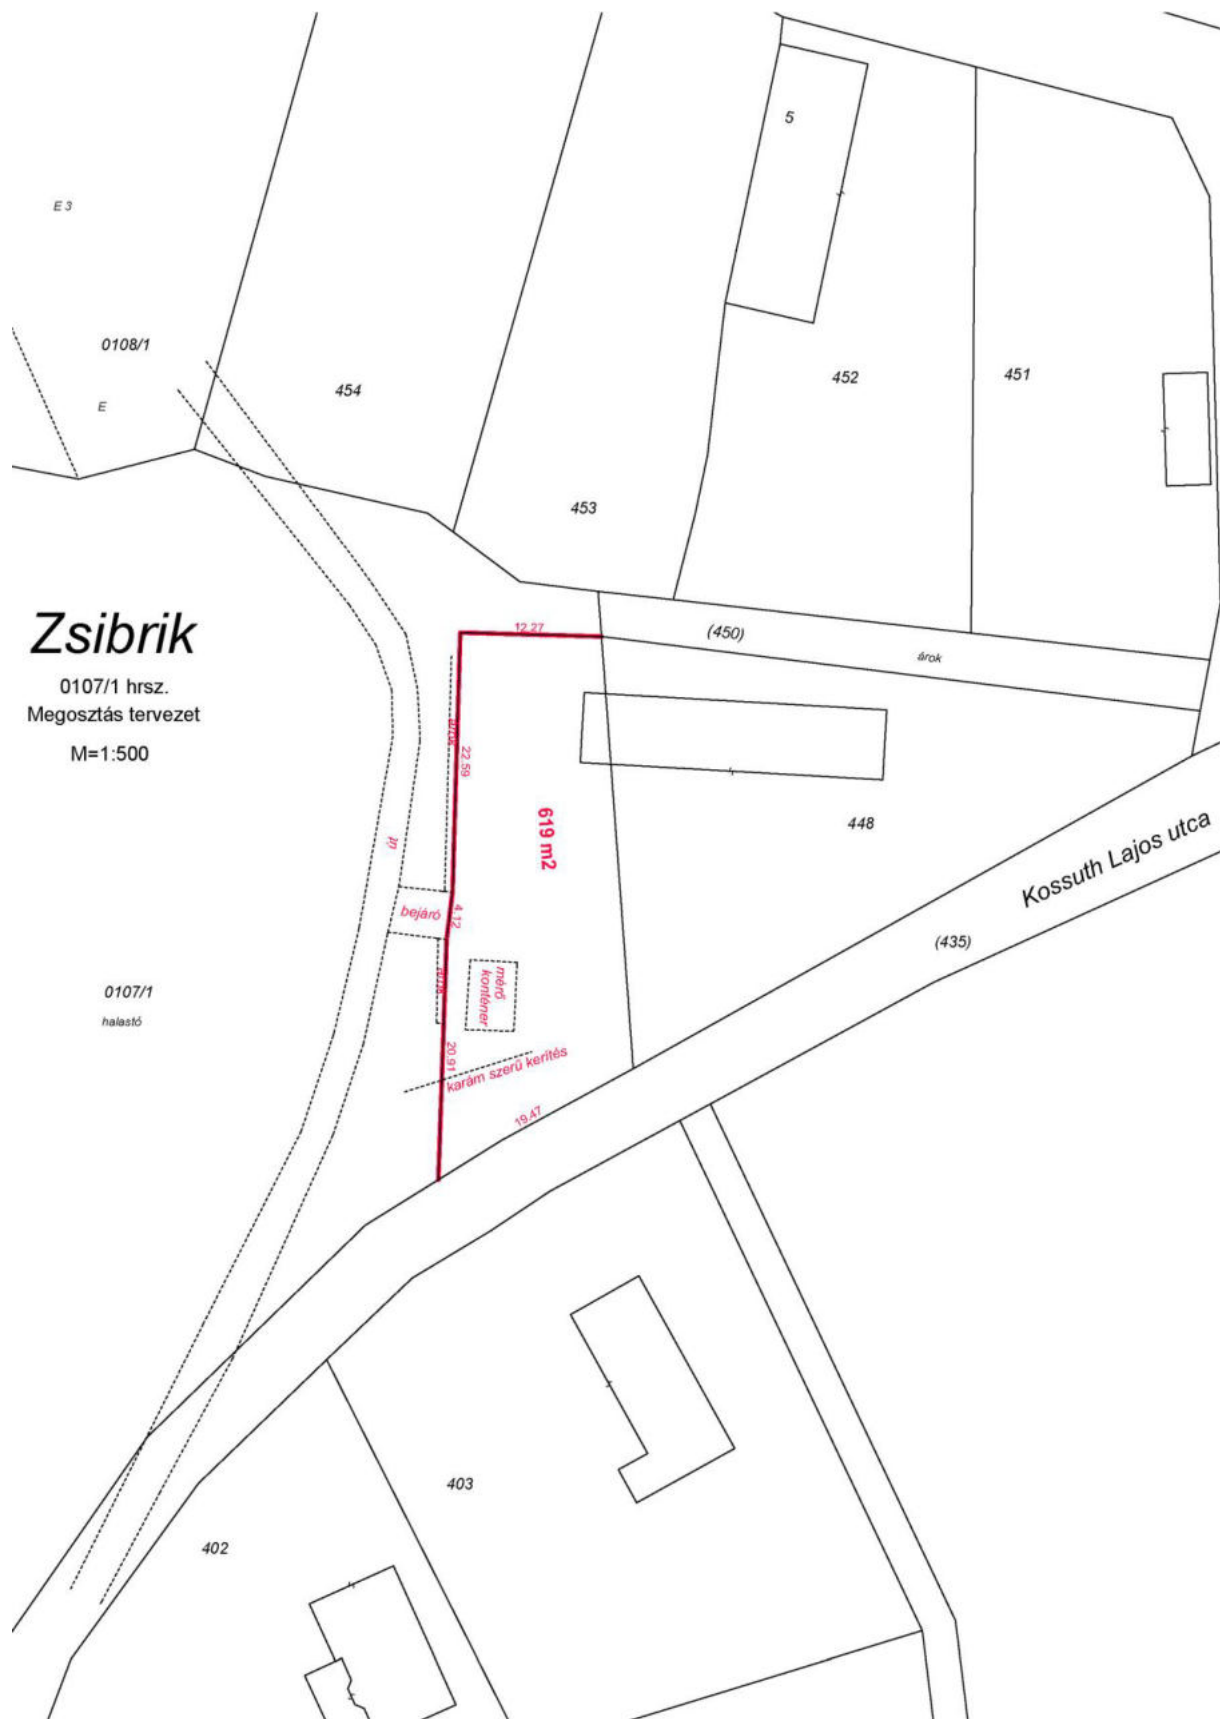 5
E 3
0108/1
E
454
452
451
453
Zsibrik
0107/1 hrsz.
Megosztás tervezet
M=1:500
12.27
(450)
árok
árok
22.59
619 m2
448
út
Kossuth Lajos utca
bejáró
4.12
(435)
mérő
konténer
árok
0107/1
halastó
20.91
karám szerű kerítés
19.47
403
402